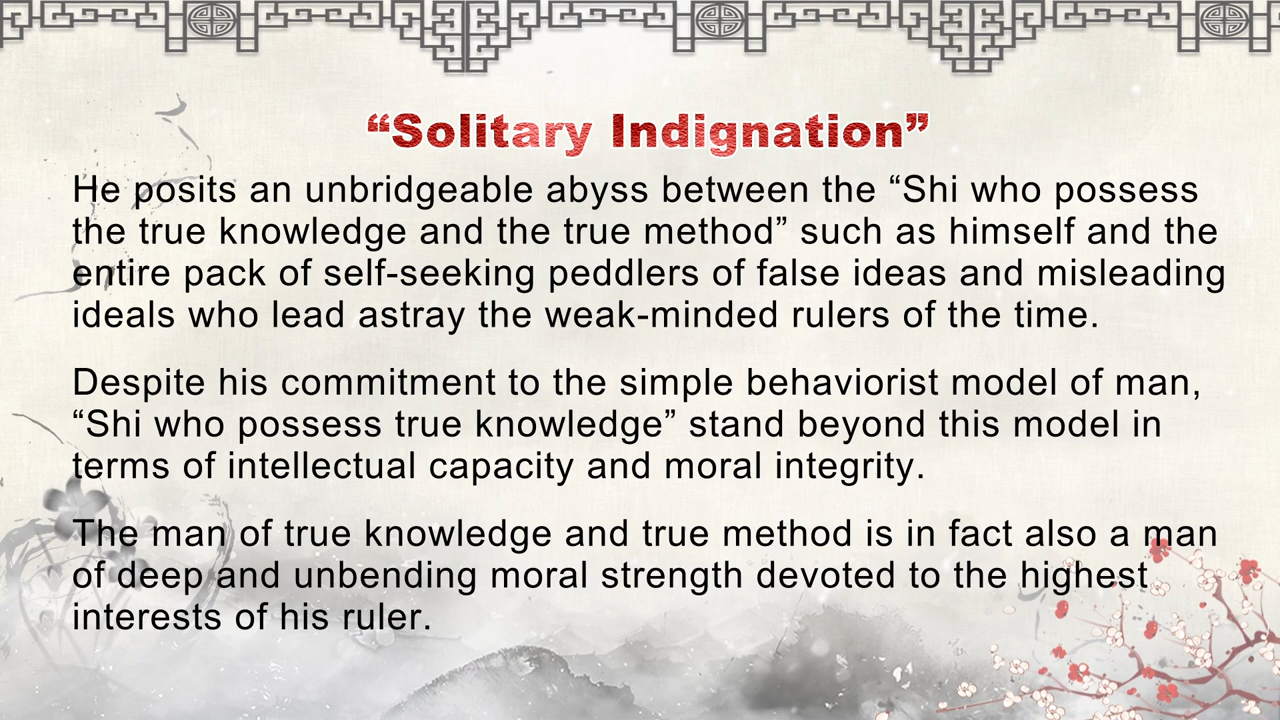 “Solitary Indignation”
He posits an unbridgeable abyss between the “Shi who possess
the true knowledge and the true method” such as himself and the
entire pack of self-seeking peddlers of false ideas and misleading
ideals who lead astray the weak-minded rulers of the time.
Despite his commitment to the simple behaviorist model of man,
“Shi who possess true knowledge” stand beyond this model in
terms of intellectual capacity and moral integrity.
The man of true knowledge and true method is in fact also a man
of deep and unbending moral strength devoted to the highest
interests of his ruler.